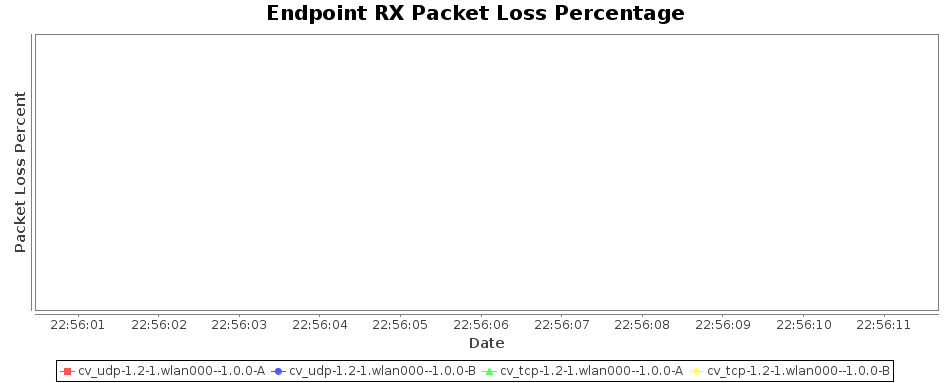 Endpoint RX Packet Loss Percentage
Packet Loss Percent
22:56:01 22:56:02 22:56:03 22:56:04 22:56:05 22:56:06 22:56:07 22:56:08 22:56:09 22:56:10 22:56:11
Date
cv_udp-1.2-1.wlan000--1.0.0-A cv_udp-1.2-1.wlan000--1.0.0-B cv_tcp-1.2-1.wlan000--1.0.0-A cv_tcp-1.2-1.wlan000--1.0.0-B